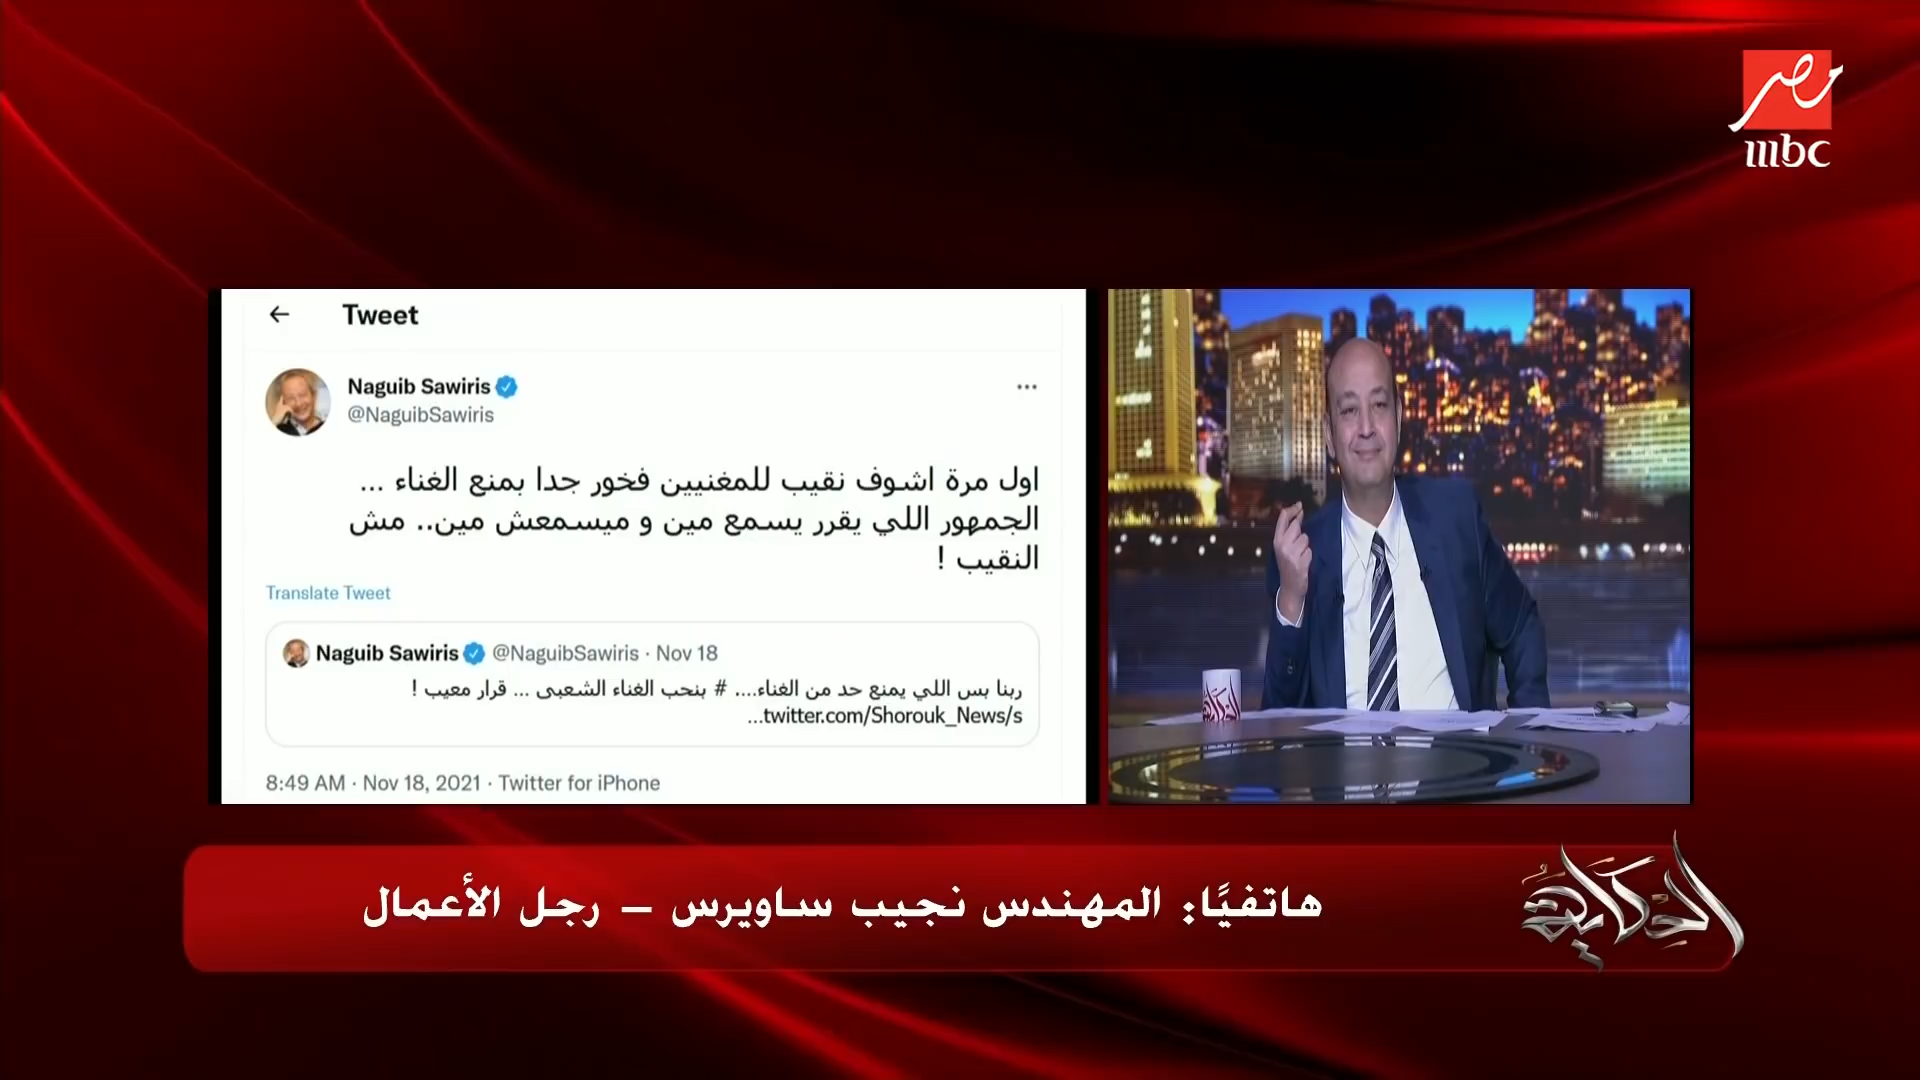 مصر
mbc
Tweet
Naguib Sawiris
@NaguibSawiris
اول مرة اشوف نقيب للمغنيين فخور جدا بمنع الغناء ...
الجمهور اللي يقرر يسمع مين و ميسمعش مين.. مش
النقيب !
Translate Tweet
Naguib Sawiris @NaguibSawiris · Nov 18
ربنا بس اللي يمنع حد من الغناء.... # بنحب الغناء الشعبى ... قرار معيب !
twitter.com/Shorouk_News/s...
8:49 AM · Nov 18, 2021 · Twitter for iPhone
الحكاية
هاتفيًا: المهندس نجيب ساويرس – رجل الأعمال
الحكاية